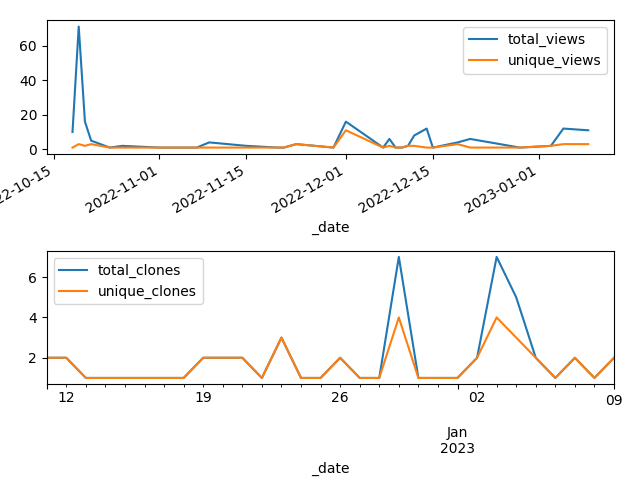 60
40
20
0
total_views
unique_views
22-10-15
2022-11-01
2022-11-15
2022-12-01
2022-12-15
2023-01-01
_date
6
4
2
total_clones
unique_clones
12
19
26
02
09
Jan
2023
_date